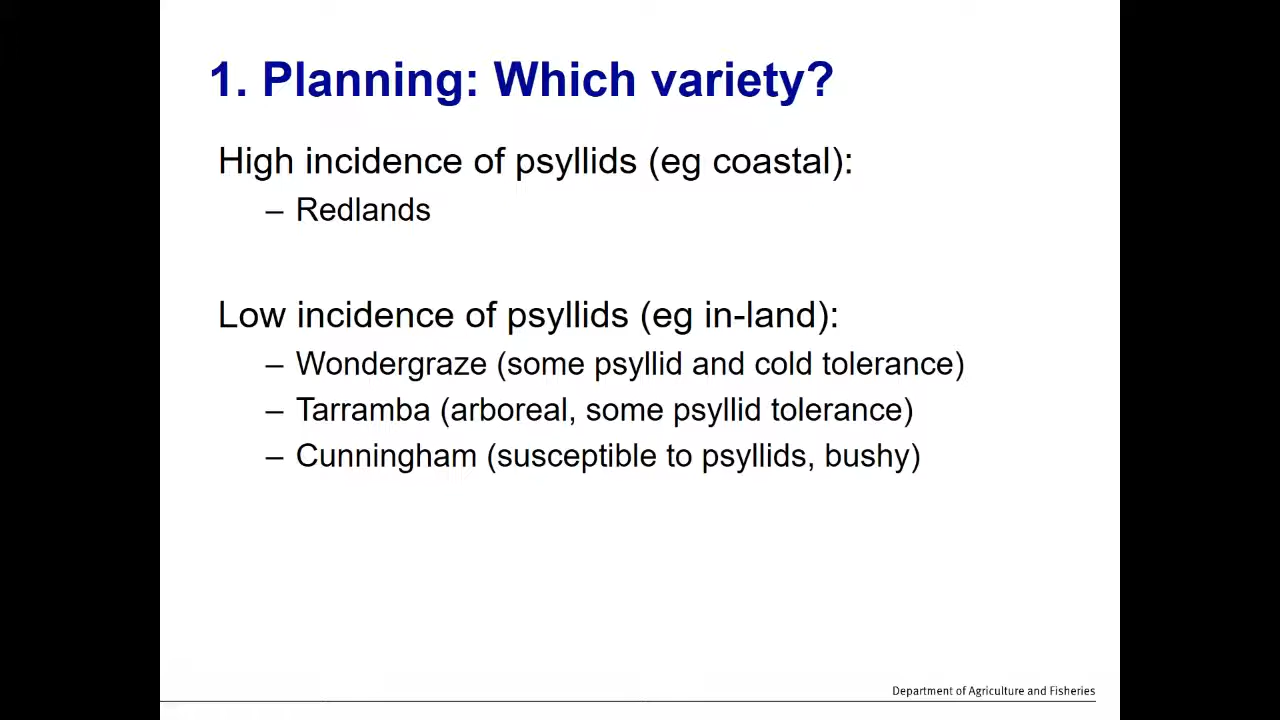 1. Planning: Which variety?
High incidence of psyllids (eg coastal):
– Redlands
Low incidence of psyllids (eg in-land):
– Wondergraze (some psyllid and cold tolerance)
– Tarramba (arboreal, some psyllid tolerance)
– Cunningham (susceptible to psyllids, bushy)
Department of Agriculture and Fisheries